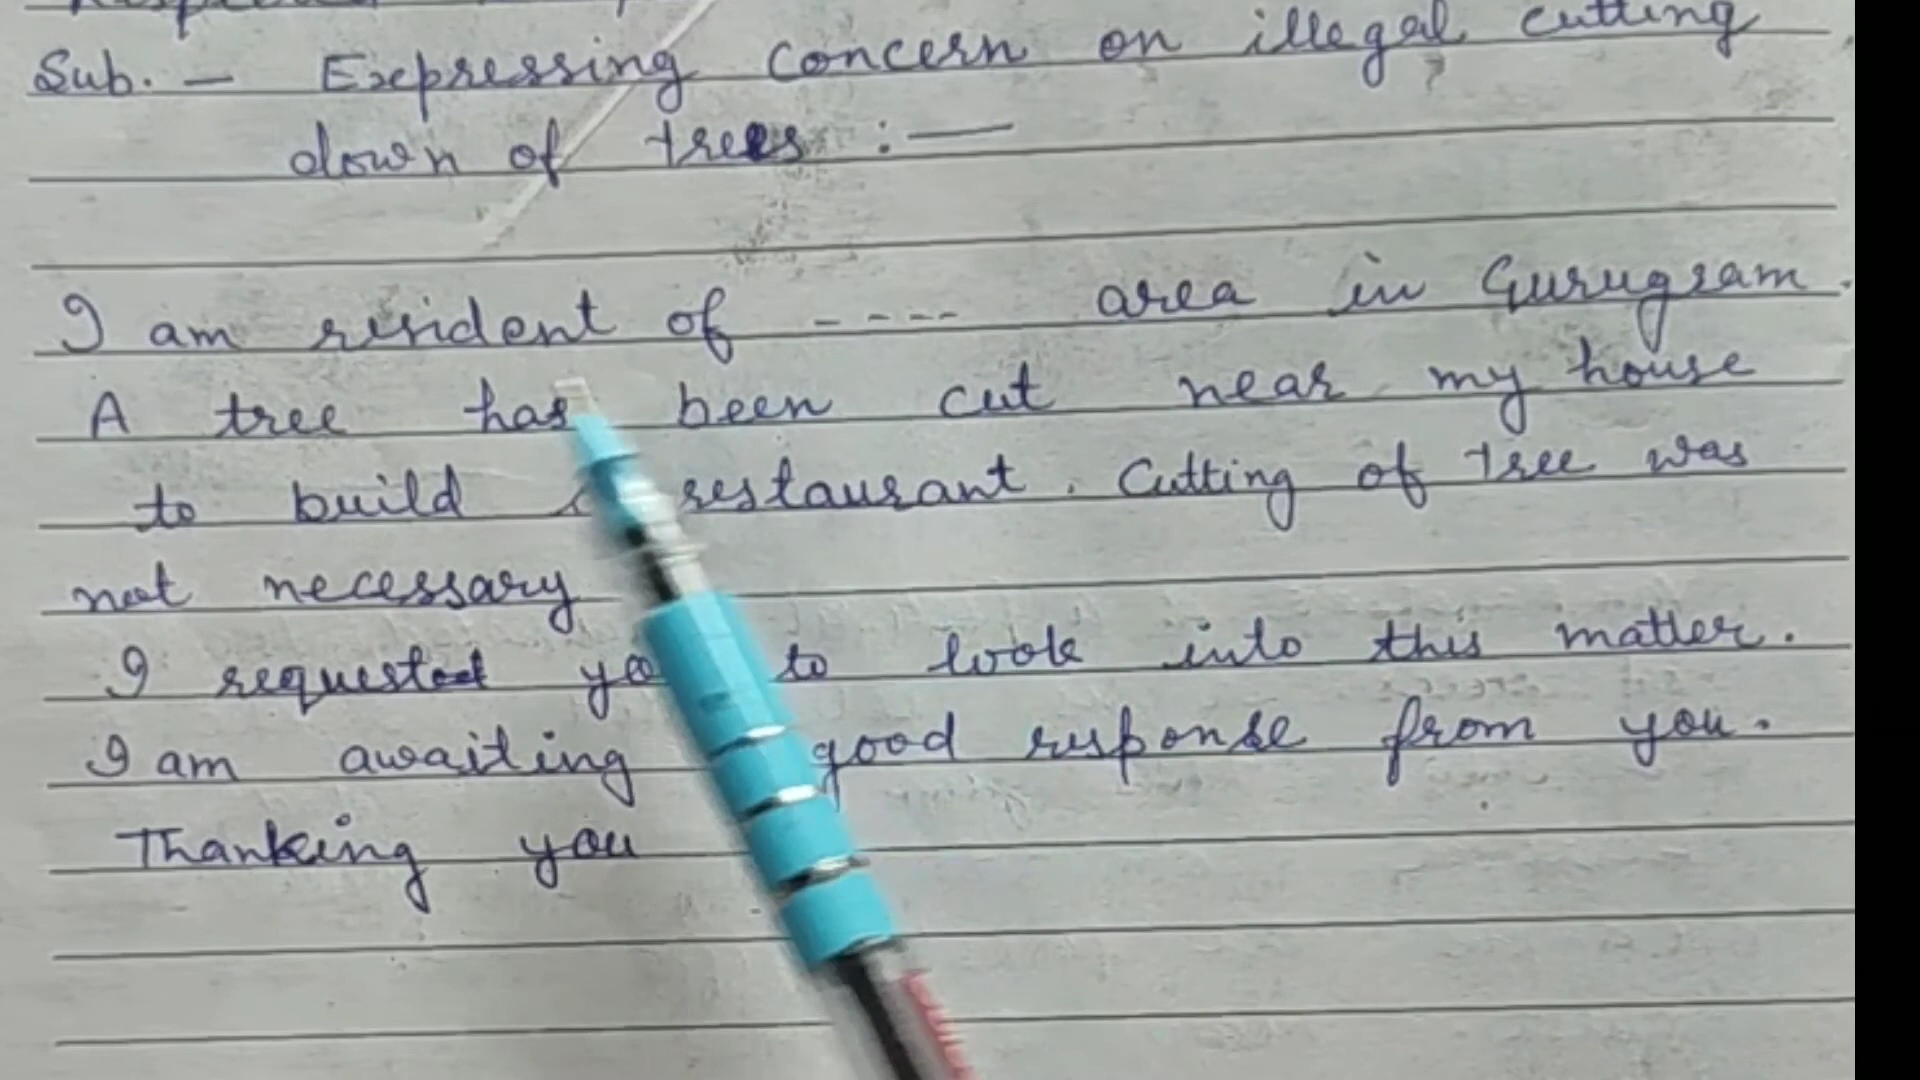 Sub. — Expressing concern on illegal cutting
down of trees :—
I am resident of ---- area in Gurugram.
A tree has been cut near my house
to build a restaurant. Cutting of tree was
not necessary
I requested you to look into this matter.
I am awaiting good response from you.
Thanking you